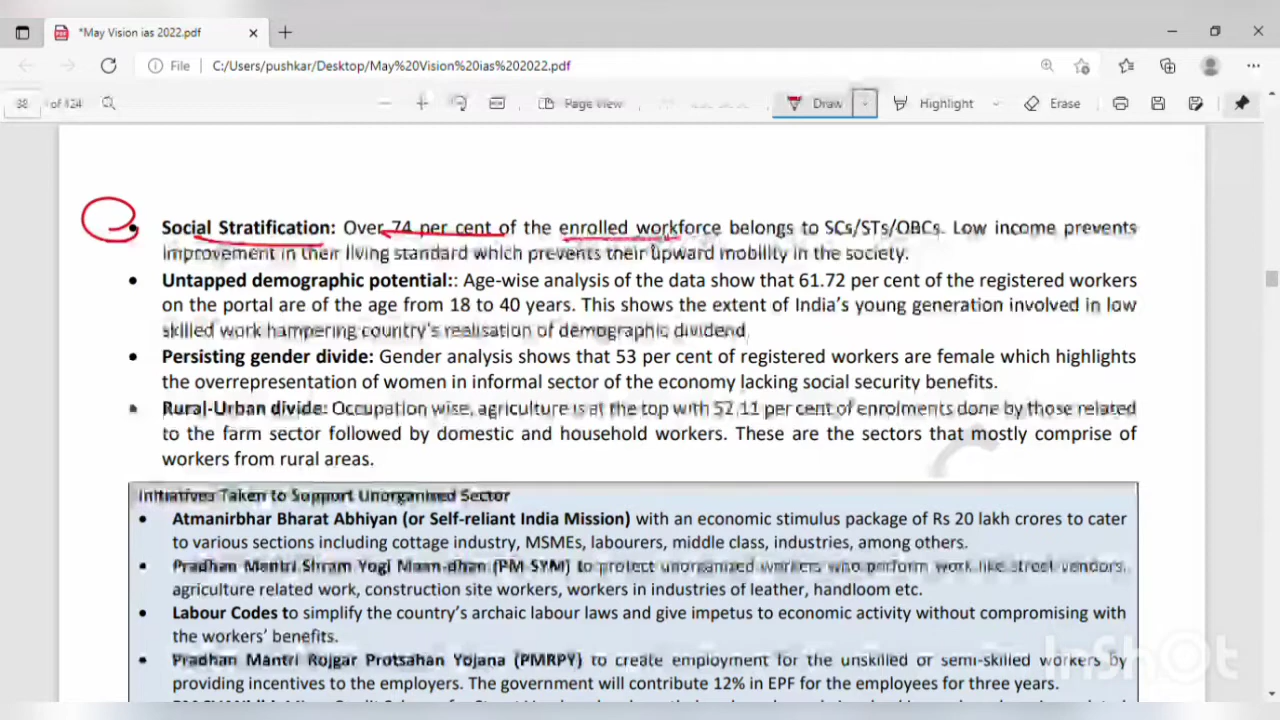 *May Vision ias 2022.pdf
File C:/Users/pushkar/Desktop/May%20Vision%20ias%202022.pdf
38 of 124 Page view Draw Highlight Erase
• Social Stratification: Over 74 per cent of the enrolled workforce belongs to SCs/STs/OBCs. Low income prevents
improvement in their living standard which prevents their upward mobility in the society.
• Untapped demographic potential:: Age-wise analysis of the data show that 61.72 per cent of the registered workers
on the portal are of the age from 18 to 40 years. This shows the extent of India's young generation involved in low
skilled work hampering country's realisation of demographic dividend
• Persisting gender divide: Gender analysis shows that 53 per cent of registered workers are female which highlights
the overrepresentation of women in informal sector of the economy lacking social security benefits.
• Rural-Urban divide: Occupation wise, agriculture is at the top with 52.11 per cent of enrolments done by those related
to the farm sector followed by domestic and household workers. These are the sectors that mostly comprise of
workers from rural areas.
Initiatives Taken to Support Unorganised Sector
• Atmanirbhar Bharat Abhiyan (or Self-reliant India Mission) with an economic stimulus package of Rs 20 lakh crores to cater
to various sections including cottage industry, MSMEs, labourers, middle class, industries, among others.
• Pradhan Mantri Shram Yogi Maan-dhan (PM SYM) to protect unorganized workers who perform work like street vendors,
agriculture related work, construction site workers, workers in industries of leather, handloom etc.
• Labour Codes to simplify the country's archaic labour laws and give impetus to economic activity without compromising with
the workers' benefits.
• Pradhan Mantri Rojgar Protsahan Yojana (PMRPY) to create employment for the unskilled or semi-skilled workers by
providing incentives to the employers. The government will contribute 12% in EPF for the employees for three years.
InShot